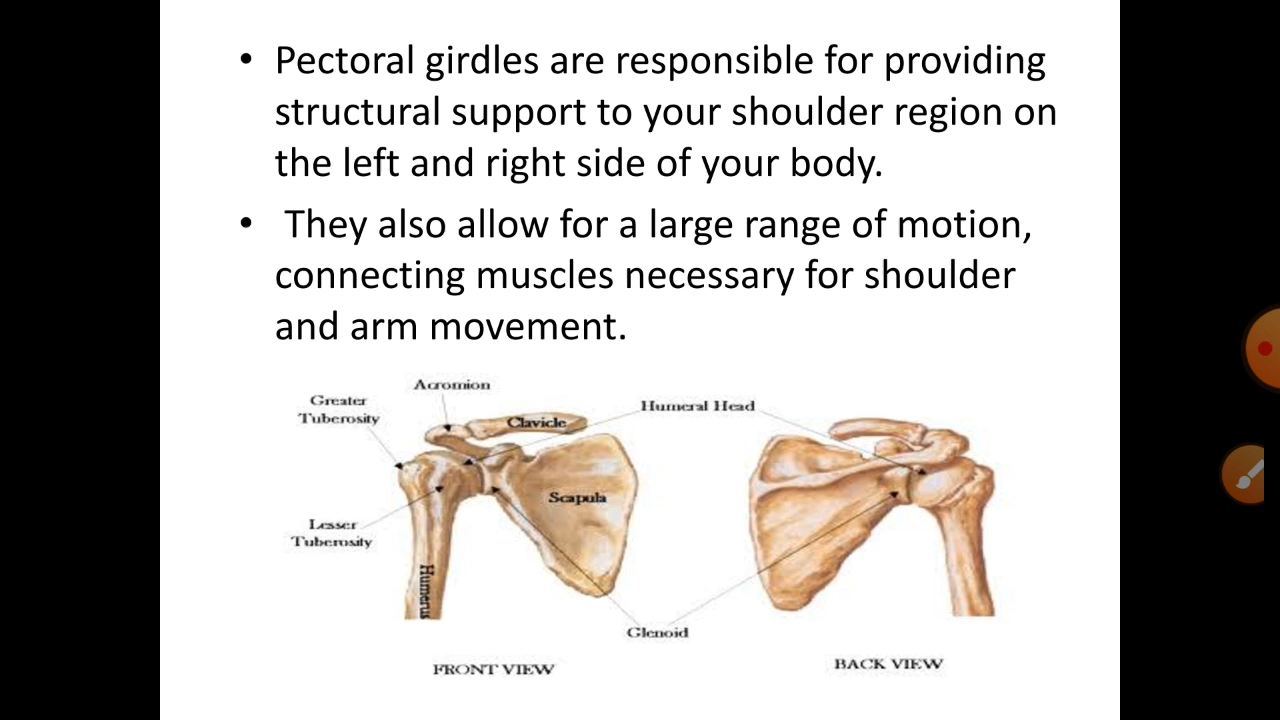 • Pectoral girdles are responsible for providing
structural support to your shoulder region on
the left and right side of your body.
• They also allow for a large range of motion,
connecting muscles necessary for shoulder
and arm movement.
Acromion
Greater
Tuberosity
Clavicle
Humeral Head
Scapula
Lesser
Tuberosity
Humerus
Glenoid
FRONT VIEW
BACK VIEW